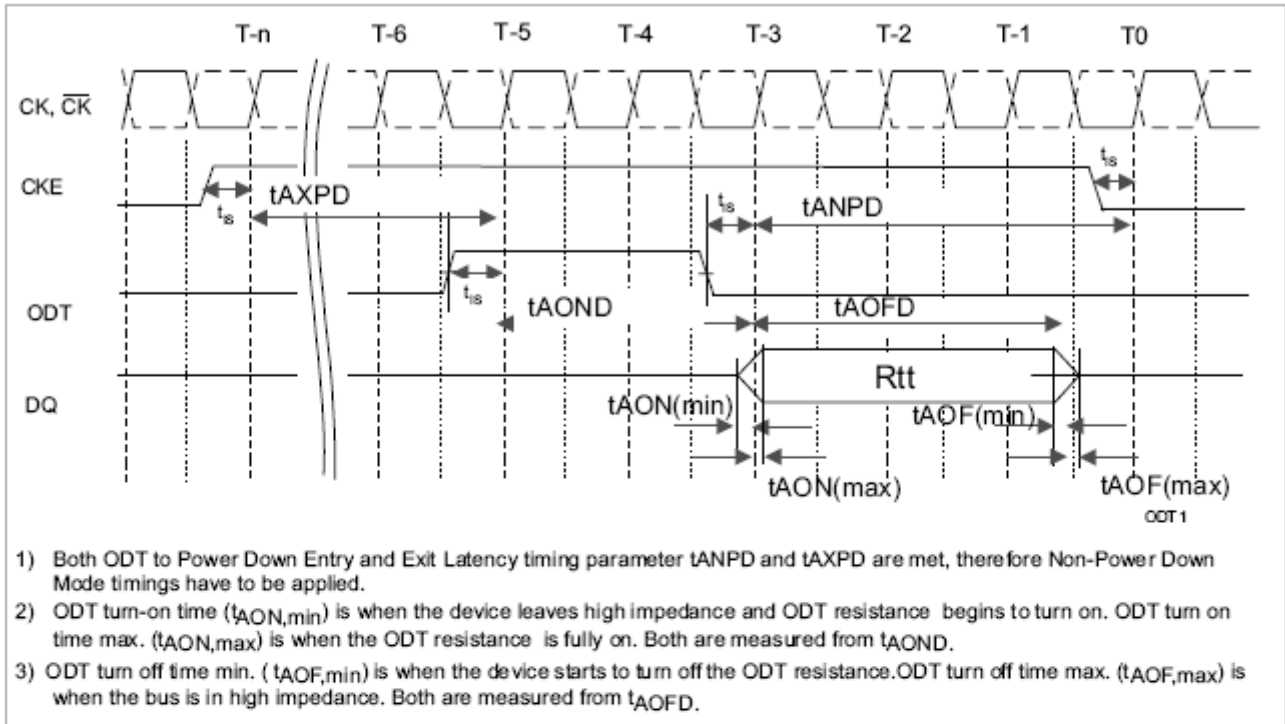 T-n T-6 T-5 T-4 T-3 T-2 T-1 T0
CK, C̅K̅
CKE
tis
tAXPD
tis
tANPD
tis
ODT
tis
tAOND
tAOFD
DQ
Rtt
tAON(min)
tAOF(min)
tAON(max)
tAOF(max)
ODT 1
1) Both ODT to Power Down Entry and Exit Latency timing parameter tANPD and tAXPD are met, therefore Non-Power Down
Mode timings have to be applied.
2) ODT turn-on time (tAON,min) is when the device leaves high impedance and ODT resistance begins to turn on. ODT turn on
time max. (tAON,max) is when the ODT resistance is fully on. Both are measured from tAOND.
3) ODT turn off time min. ( tAOF,min) is when the device starts to turn off the ODT resistance.ODT turn off time max. (tAOF,max) is
when the bus is in high impedance. Both are measured from tAOFD.